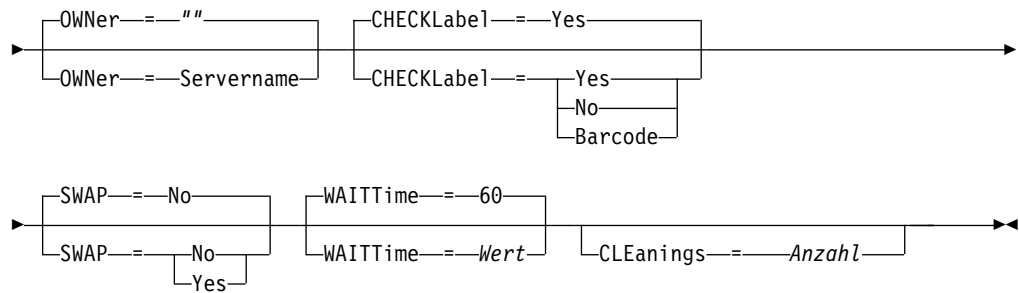 OWNer = "" CHECKLabel = Yes
OWNer = Servername CHECKLabel = Yes
No
Barcode
SWAP = No WAITTime = 60
SWAP = No WAITTime = Wert CLEanings = Anzahl
Yes